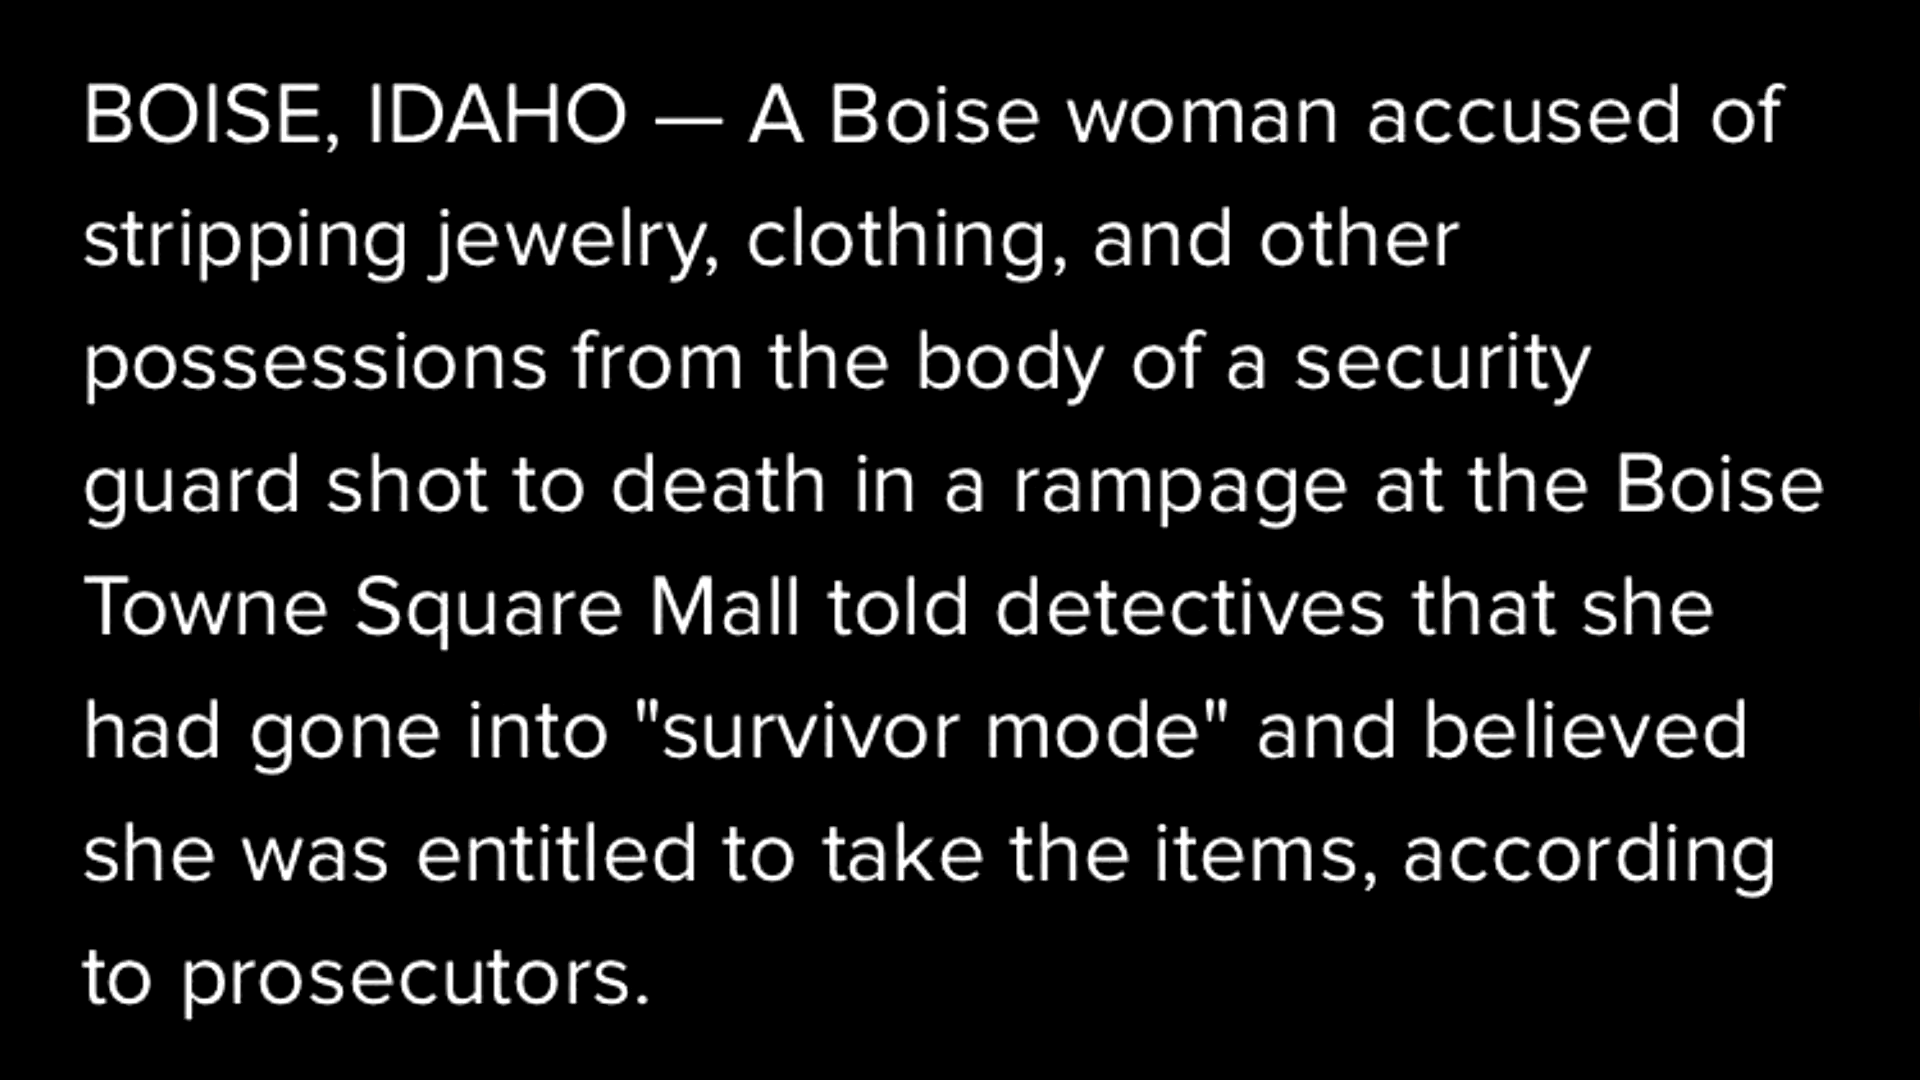 BOISE, IDAHO — A Boise woman accused of
stripping jewelry, clothing, and other
possessions from the body of a security
guard shot to death in a rampage at the Boise
Towne Square Mall told detectives that she
had gone into "survivor mode" and believed
she was entitled to take the items, according
to prosecutors.